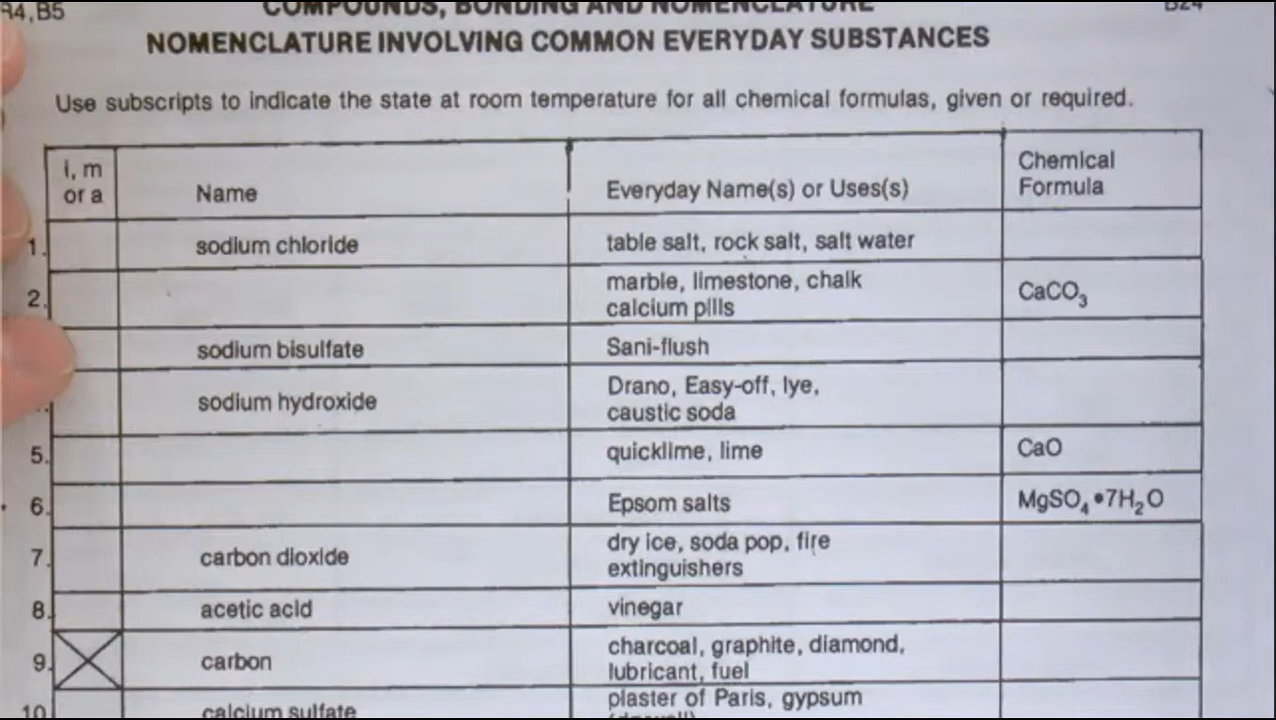 B4, B5 COMPOUNDS, BONDING AND NOMENCLATURE B24
NOMENCLATURE INVOLVING COMMON EVERYDAY SUBSTANCES
Use subscripts to indicate the state at room temperature for all chemical formulas, given or required.
i, m or a
Name
Everyday Name(s) or Uses(s)
Chemical Formula
1. sodium chloride table salt, rock salt, salt water
2. marble, limestone, chalk
calcium pills
CaCO₃
sodium bisulfate Sani-flush
sodium hydroxide Drano, Easy-off, lye,
caustic soda
5. quicklime, lime CaO
6. Epsom salts MgSO₄•7H₂O
7. carbon dioxide dry ice, soda pop, fire
extinguishers
8. acetic acid vinegar
9. carbon charcoal, graphite, diamond,
lubricant, fuel
10. calcium sulfate plaster of Paris, gypsum